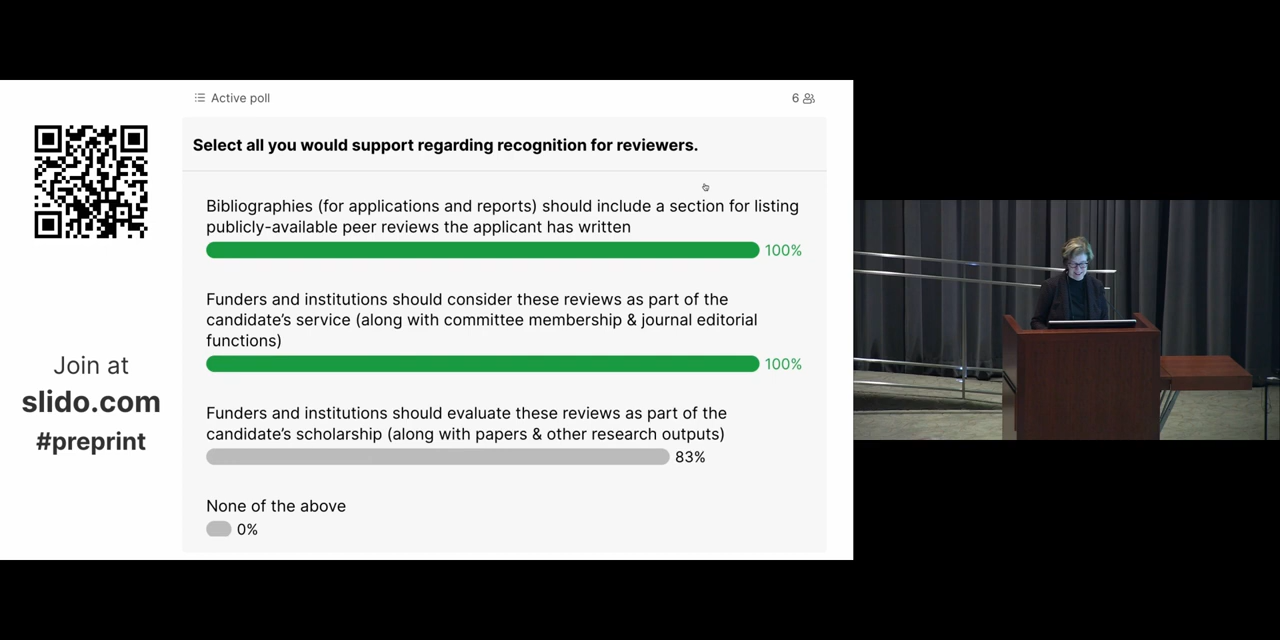 Active poll
6
Select all you would support regarding recognition for reviewers.
Bibliographies (for applications and reports) should include a section for listing
publicly-available peer reviews the applicant has written
100%
Funders and institutions should consider these reviews as part of the
candidate’s service (along with committee membership & journal editorial
functions)
100%
Funders and institutions should evaluate these reviews as part of the
candidate’s scholarship (along with papers & other research outputs)
83%
None of the above
0%
Join at
slido.com
#preprint